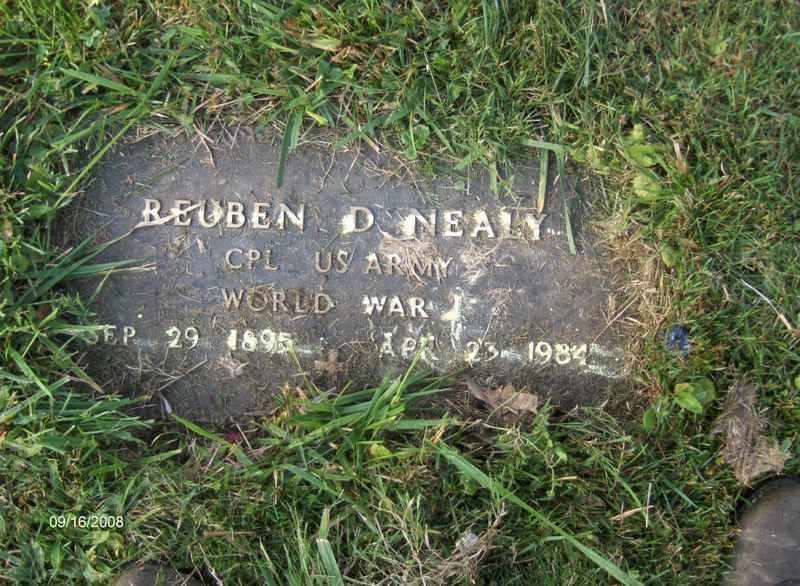 REUBEN D NEALY
CPL US ARMY
WORLD WAR I
SEP 29 1895 APR 23 1984
09/16/2008